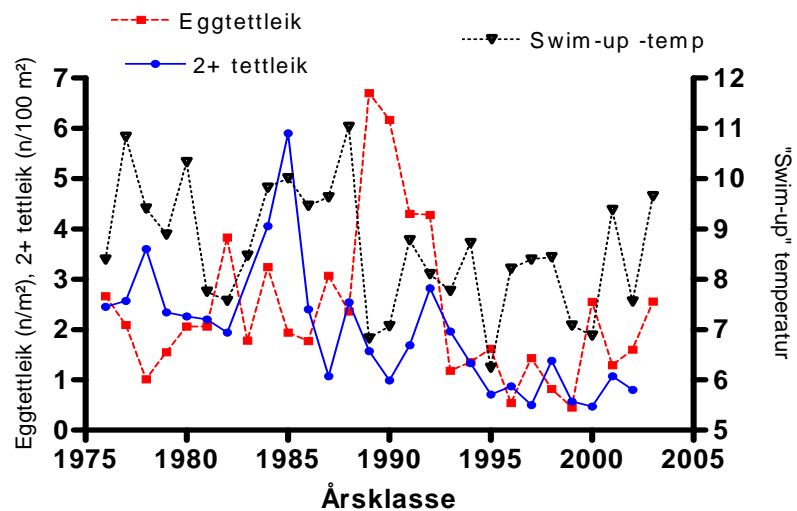 Eggtettleik
2+ tettleik
Swim-up -temp
Eggtettleik (n/m²), 2+ tettleik (n/100 m²)
7
6
5
4
3
2
1
0
12
11
10
9
8
7
6
5
"Swim-up" temperatur
1975 1980 1985 1990 1995 2000 2005
Årsklasse